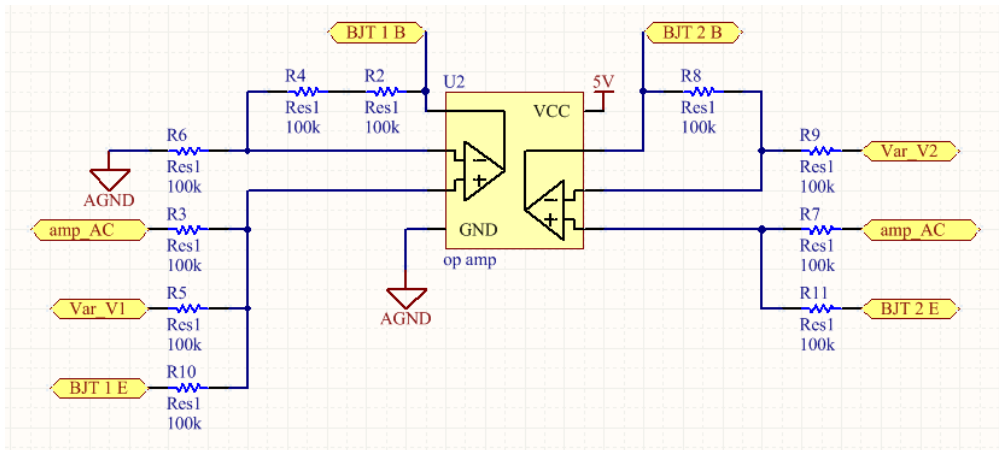 BJT 1 B
BJT 2 B
R4
Res1
100k
R2
Res1
100k
U2
VCC
GND
op amp
5V
R8
Res1
100k
R6
Res1
100k
AGND
R9
Res1
100k
Var_V2
amp_AC
R3
Res1
100k
R7
Res1
100k
amp_AC
Var_V1
R5
Res1
100k
AGND
R11
Res1
100k
BJT 2 E
BJT 1 E
R10
Res1
100k